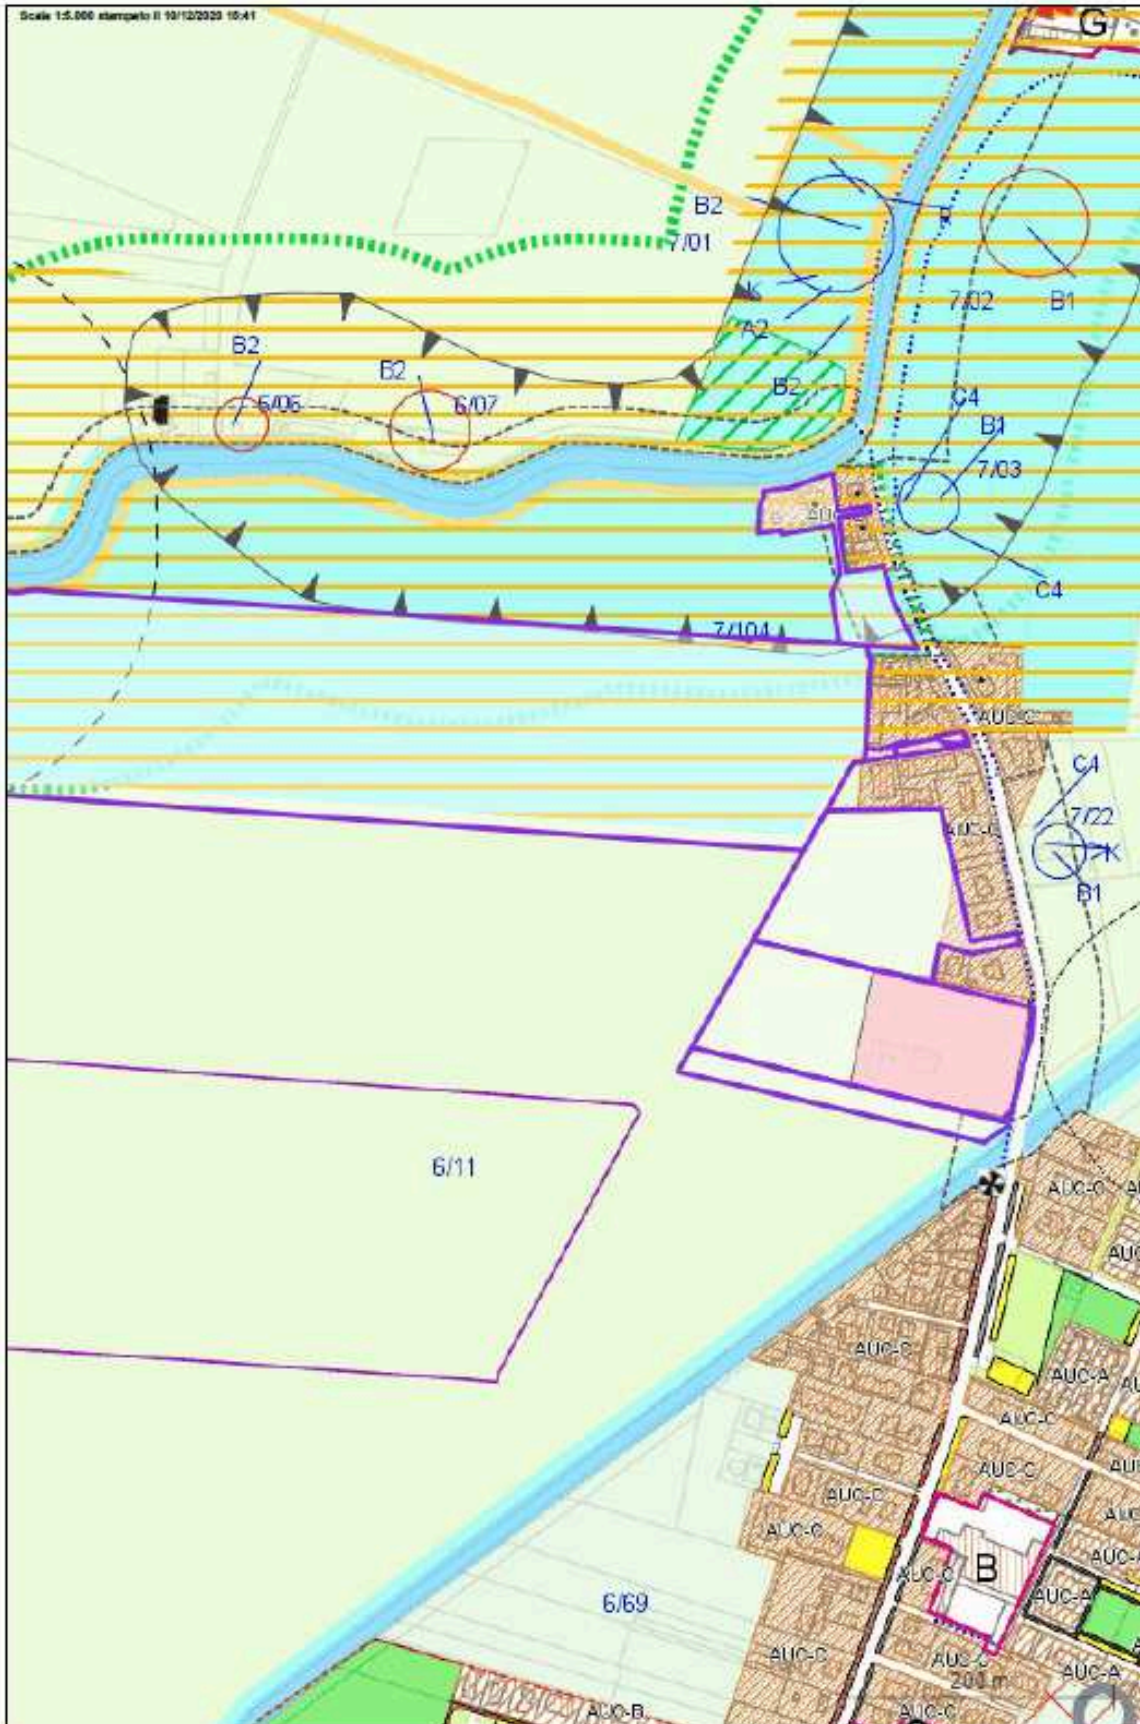 Scala 1:5.000 stampato il 10/12/2020 15:41
G
B2
7/01
7/02
B1
K
A2
B2
B2
6/06
6/07
B2
C4
B1
7/03
C4
7/104
AUC-C
C4
7/22
AUC-C
K
B1
6/11
AUC-C
AUC-C
AUC-A
AUC-C
AUC-C
AUC-C
AUC-C
AUC-C
B
AUC-A
AUC-A
6/69
AUC-C
AUC-C
AUC-A
200 m
AUC-B
AUC-C